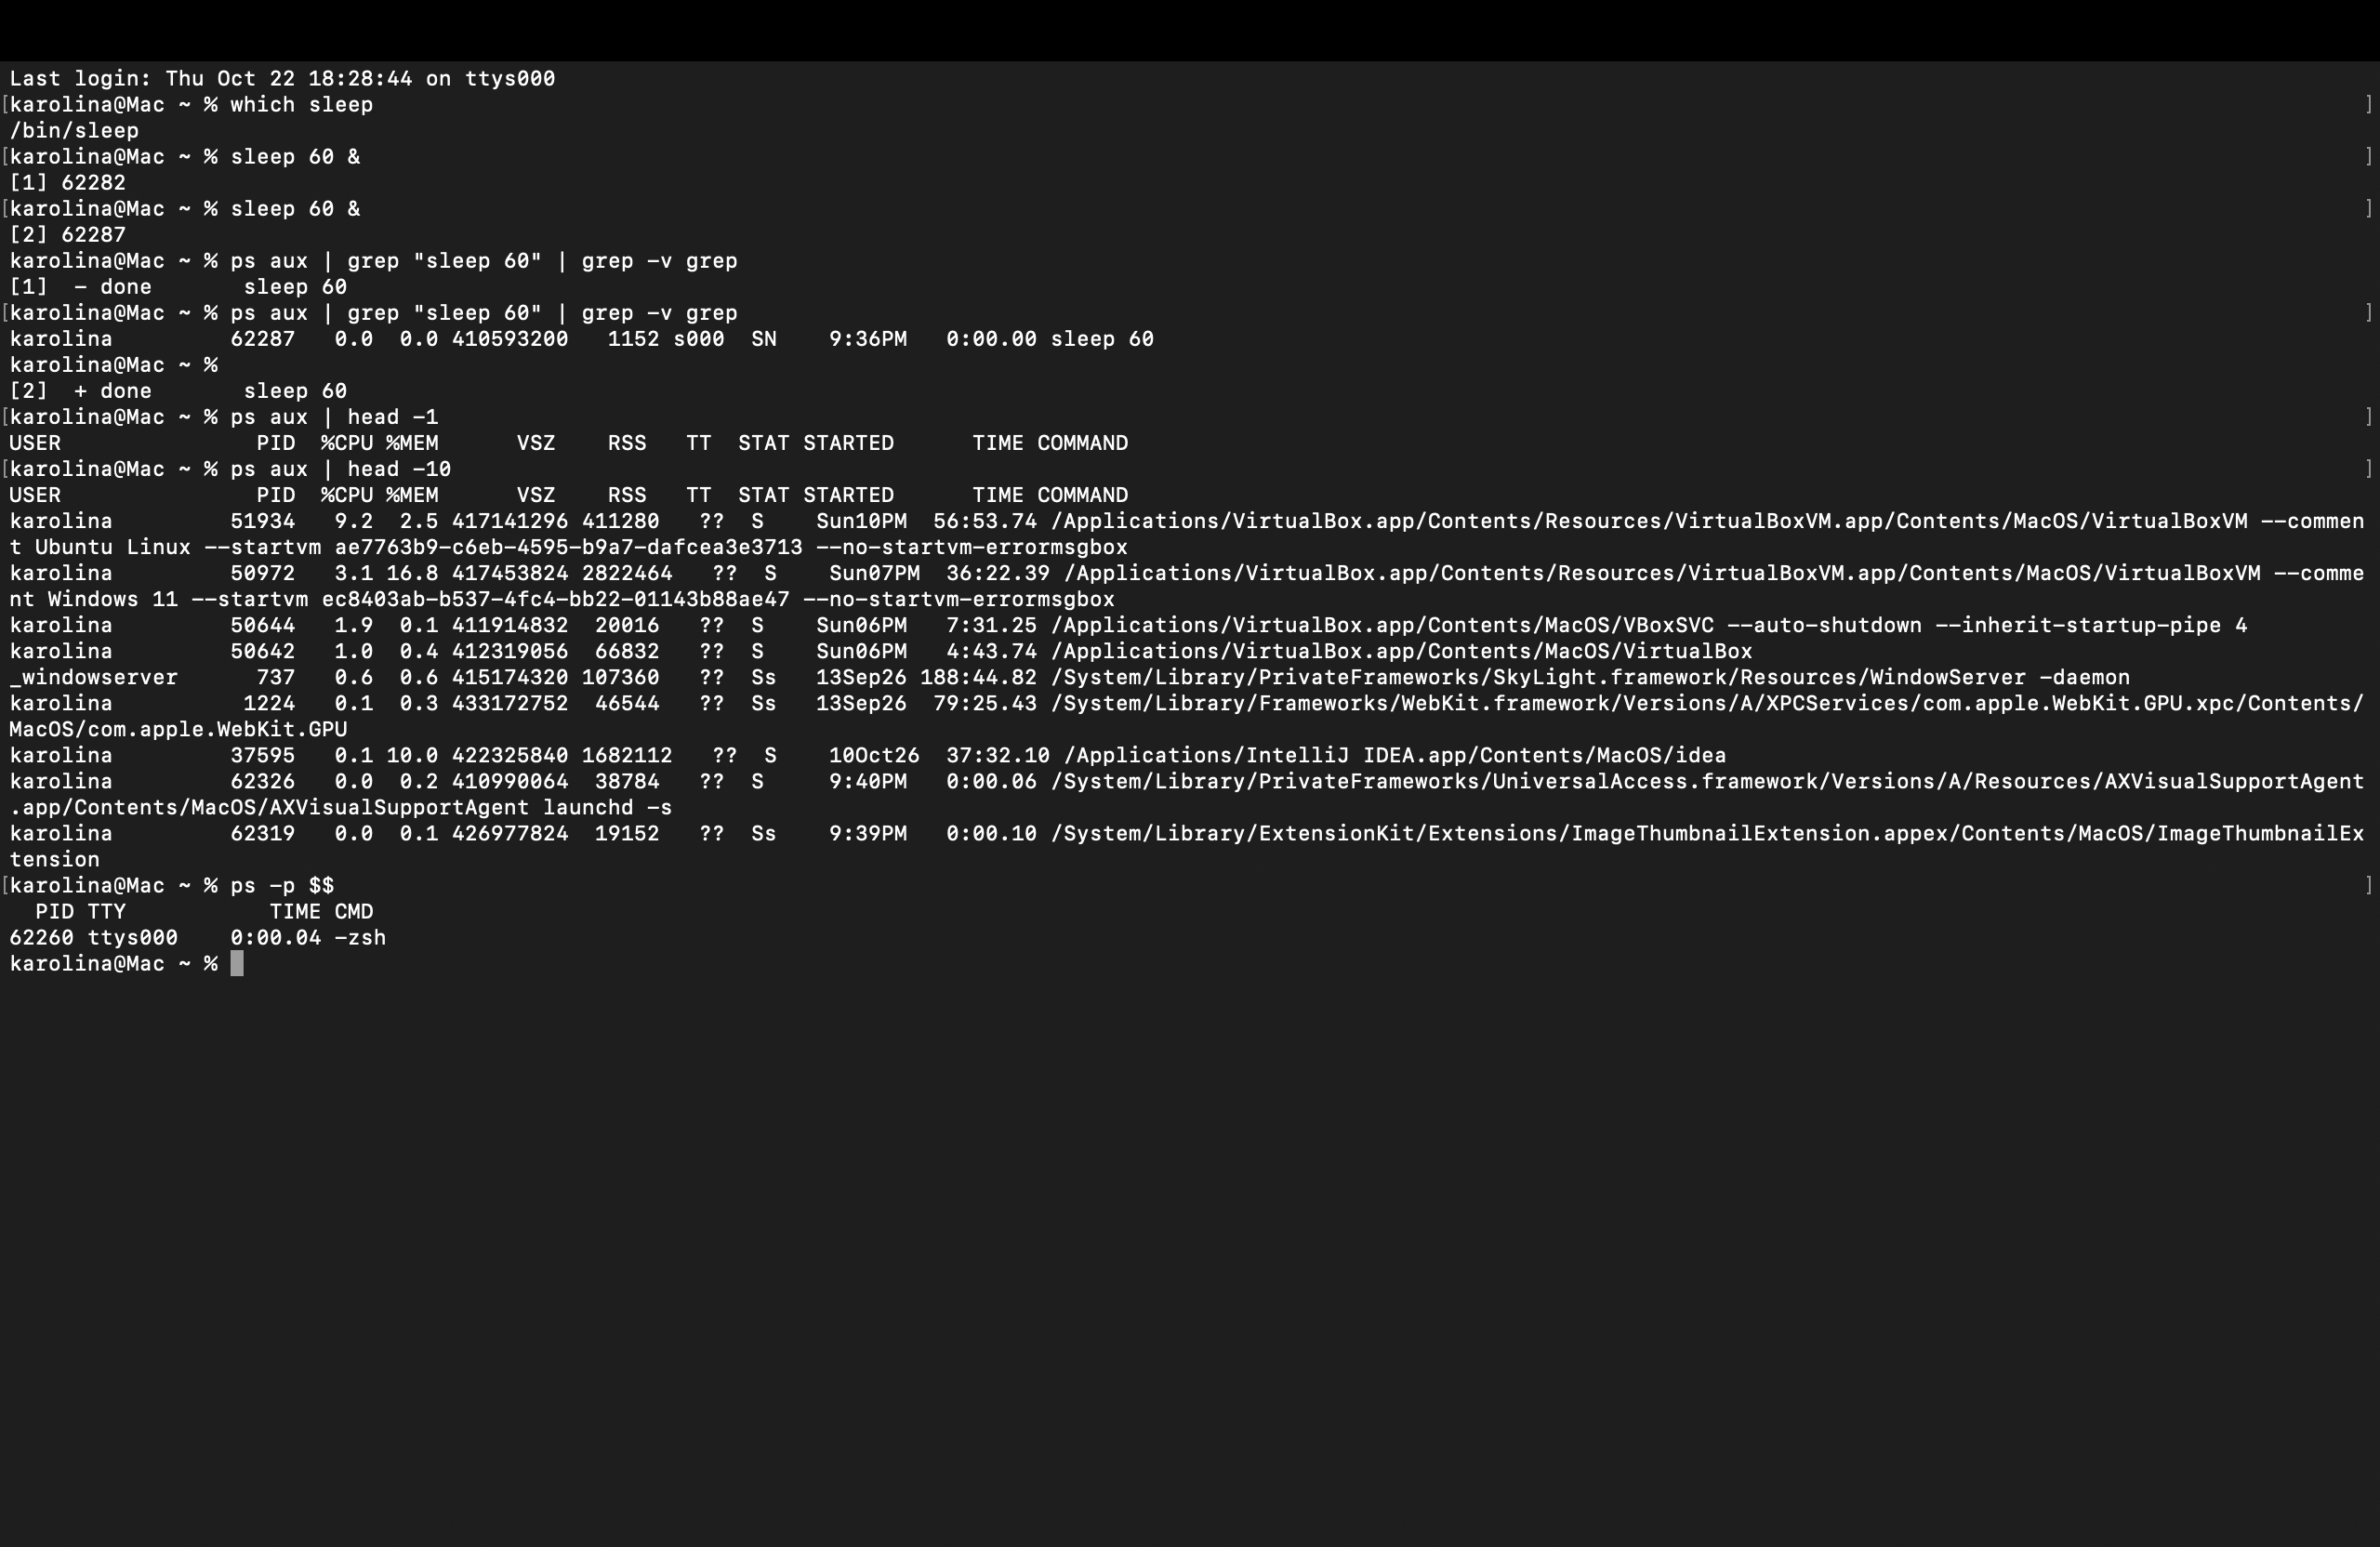 Last login: Thu Oct 22 18:28:44 on ttys000
[karolina@Mac ~ % which sleep ]
/bin/sleep
[karolina@Mac ~ % sleep 60 & ]
[1] 62282
[karolina@Mac ~ % sleep 60 & ]
[2] 62287
karolina@Mac ~ % ps aux | grep "sleep 60" | grep -v grep
[1]  - done       sleep 60
[karolina@Mac ~ % ps aux | grep "sleep 60" | grep -v grep ]
karolina         62287   0.0  0.0 410593200   1152 s000  SN    9:36PM   0:00.00 sleep 60
karolina@Mac ~ %
[2]  + done       sleep 60
[karolina@Mac ~ % ps aux | head -1 ]
USER               PID  %CPU %MEM      VSZ    RSS   TT  STAT STARTED      TIME COMMAND
[karolina@Mac ~ % ps aux | head -10 ]
USER               PID  %CPU %MEM      VSZ    RSS   TT  STAT STARTED      TIME COMMAND
karolina         51934   9.2  2.5 417141296 411280   ??  S    Sun10PM  56:53.74 /Applications/VirtualBox.app/Contents/Resources/VirtualBoxVM.app/Contents/MacOS/VirtualBoxVM --commen
t Ubuntu Linux --startvm ae7763b9-c6eb-4595-b9a7-dafcea3e3713 --no-startvm-errormsgbox
karolina         50972   3.1 16.8 417453824 2822464   ??  S    Sun07PM  36:22.39 /Applications/VirtualBox.app/Contents/Resources/VirtualBoxVM.app/Contents/MacOS/VirtualBoxVM --comme
nt Windows 11 --startvm ec8403ab-b537-4fc4-bb22-01143b88ae47 --no-startvm-errormsgbox
karolina         50644   1.9  0.1 411914832  20016   ??  S    Sun06PM   7:31.25 /Applications/VirtualBox.app/Contents/MacOS/VBoxSVC --auto-shutdown --inherit-startup-pipe 4
karolina         50642   1.0  0.4 412319056  66832   ??  S    Sun06PM   4:43.74 /Applications/VirtualBox.app/Contents/MacOS/VirtualBox
_windowserver      737   0.6  0.6 415174320 107360   ??  Ss   13Sep26 188:44.82 /System/Library/PrivateFrameworks/SkyLight.framework/Resources/WindowServer -daemon
karolina          1224   0.1  0.3 433172752  46544   ??  Ss   13Sep26  79:25.43 /System/Library/Frameworks/WebKit.framework/Versions/A/XPCServices/com.apple.WebKit.GPU.xpc/Contents/
MacOS/com.apple.WebKit.GPU
karolina         37595   0.1 10.0 422325840 1682112   ??  S    10Oct26  37:32.10 /Applications/IntelliJ IDEA.app/Contents/MacOS/idea
karolina         62326   0.0  0.2 410990064  38784   ??  S     9:40PM   0:00.06 /System/Library/PrivateFrameworks/UniversalAccess.framework/Versions/A/Resources/AXVisualSupportAgent
.app/Contents/MacOS/AXVisualSupportAgent launchd -s
karolina         62319   0.0  0.1 426977824  19152   ??  Ss    9:39PM   0:00.10 /System/Library/ExtensionKit/Extensions/ImageThumbnailExtension.appex/Contents/MacOS/ImageThumbnailEx
tension
[karolina@Mac ~ % ps -p $$ ]
  PID TTY           TIME CMD
62260 ttys000    0:00.04 -zsh
karolina@Mac ~ %